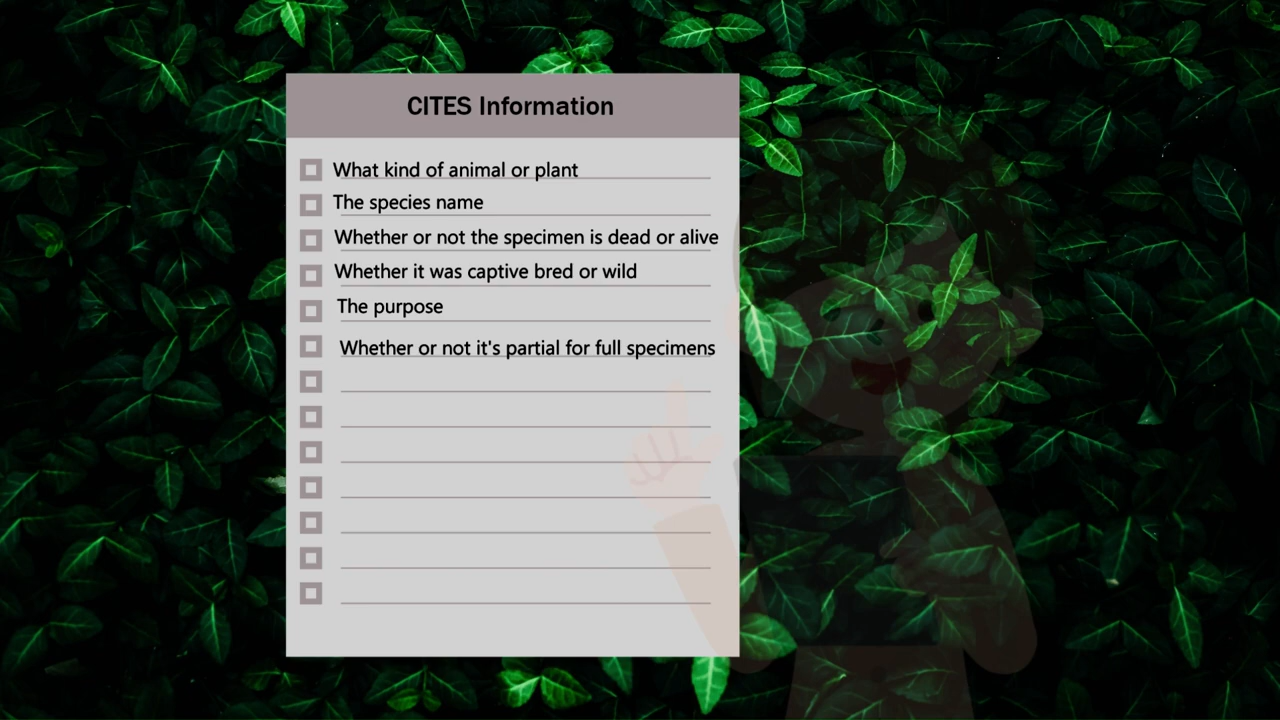 CITES Information
What kind of animal or plant
The species name
Whether or not the specimen is dead or alive
Whether it was captive bred or wild
The purpose
Whether or not it's partial for full specimens